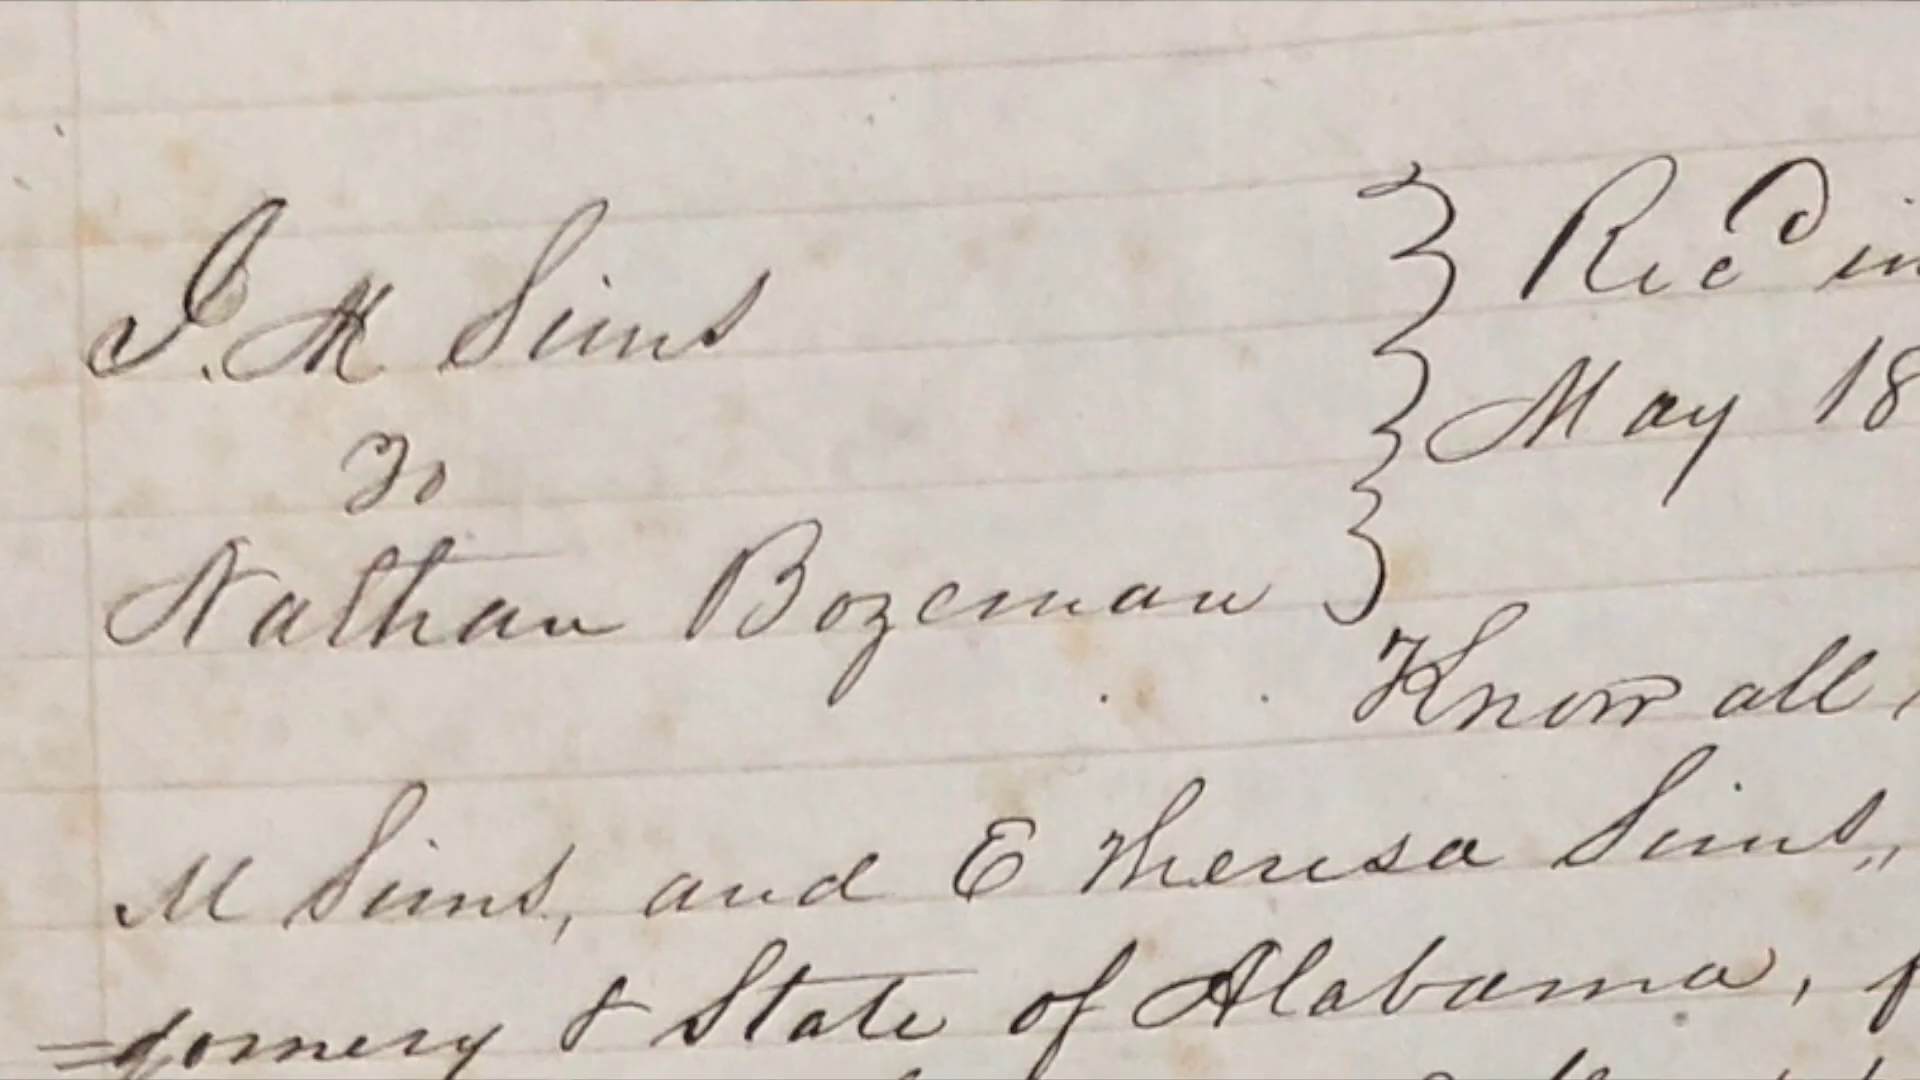 J. M Sims
To
Nathan Bozeman
Rec'd in
May 18
Know all
M Sims, and E Theresa Sims,,
=gomery & State of Alabama,